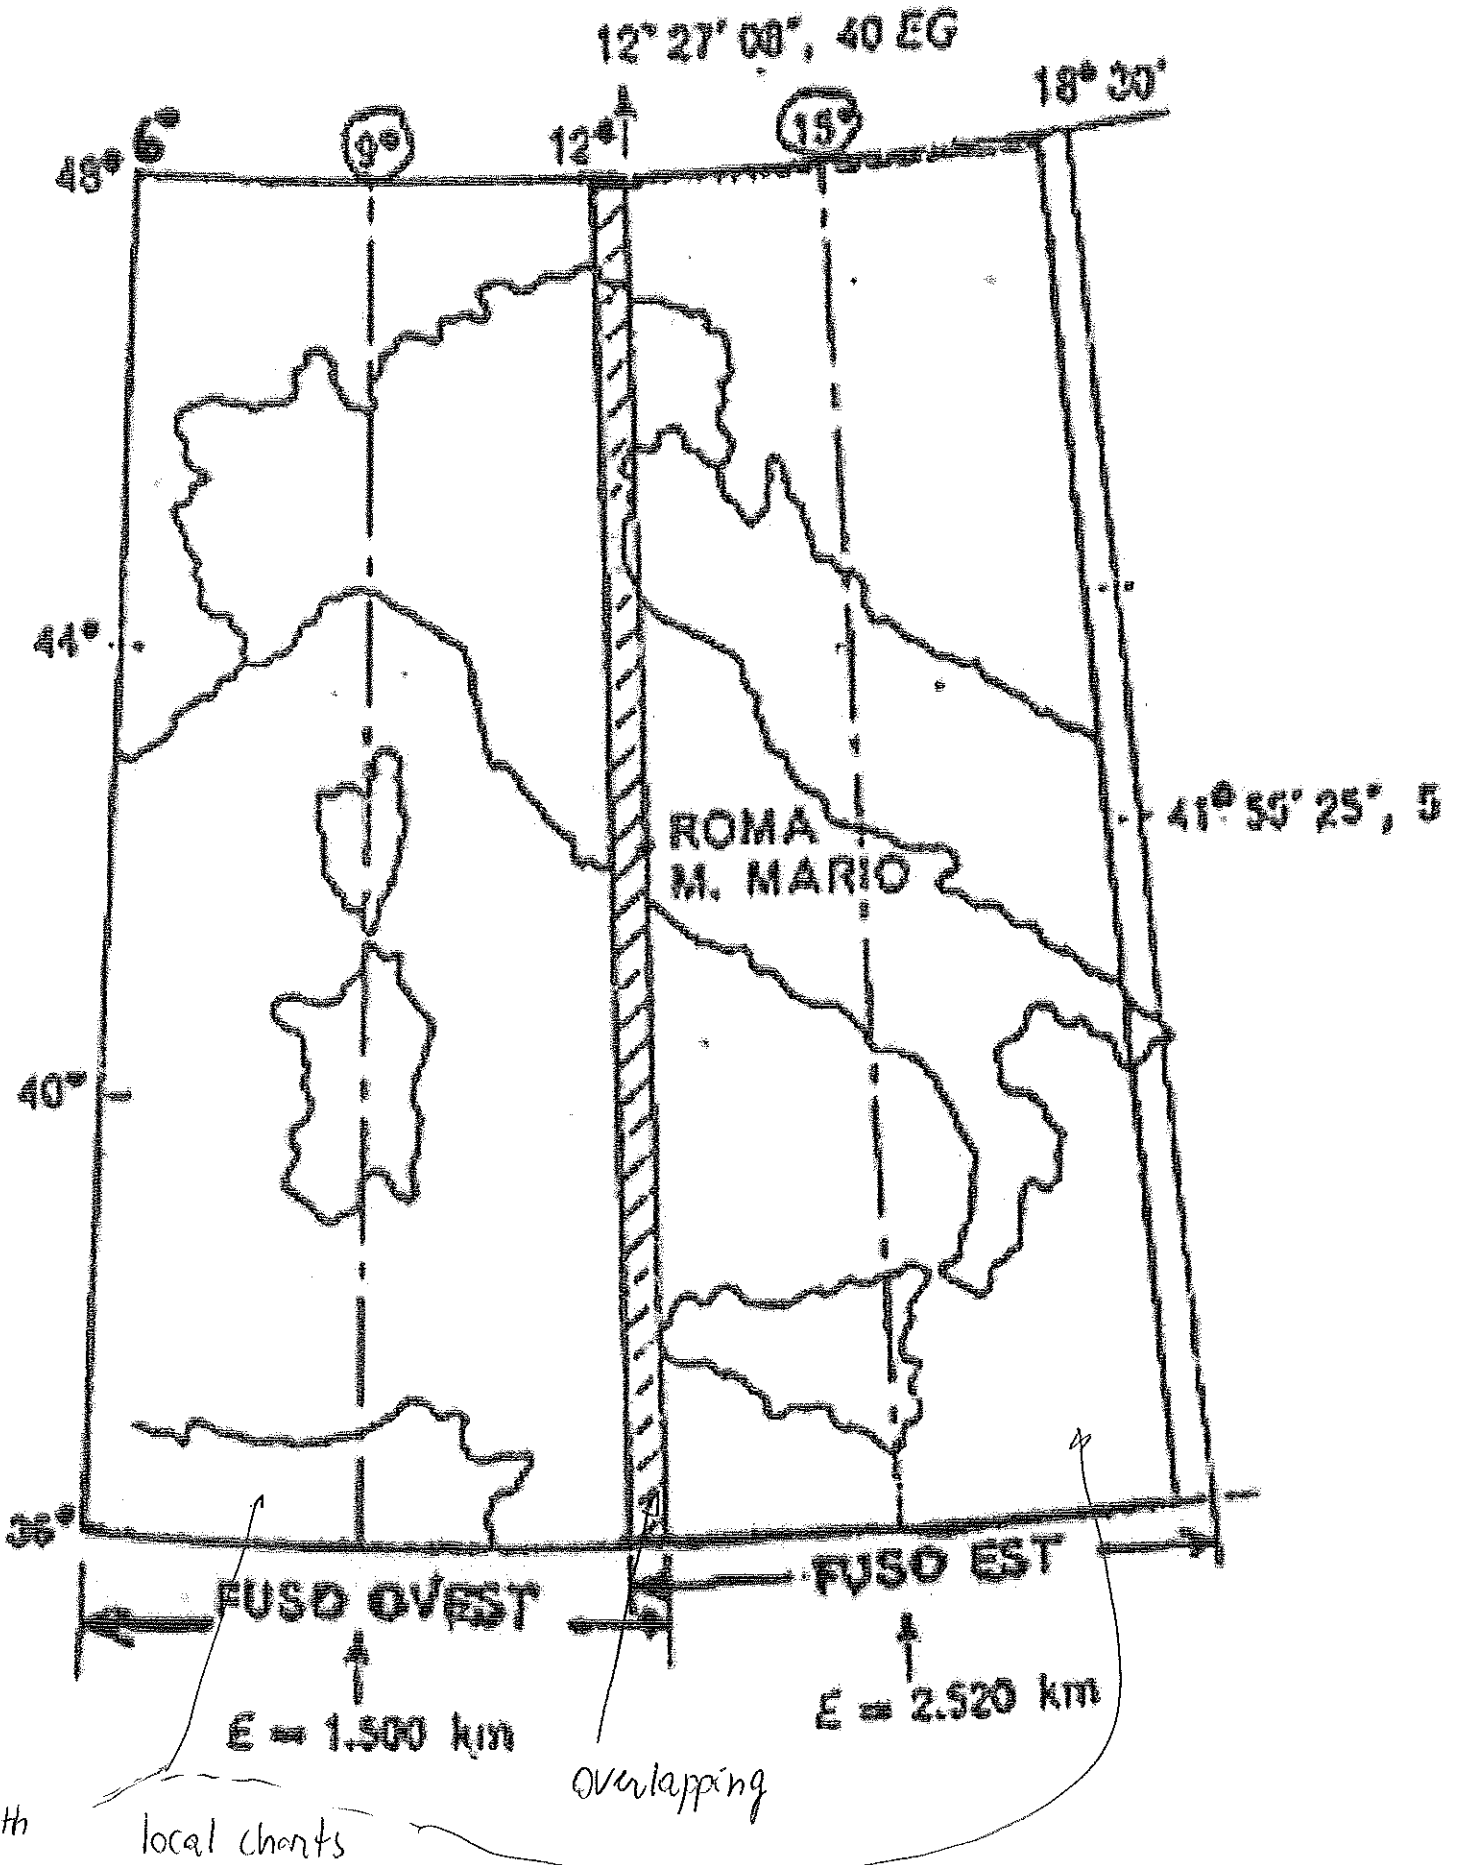 12° 27' 08", 40 EG
18° 30'
6°
9°
12°
15°
48°
44°
41° 55' 25", 5
ROMA
M. MARIO
40°
36°
FUSO OVEST
FUSO EST
E = 1.500 km
E = 2.520 km
overlapping
th
local charts